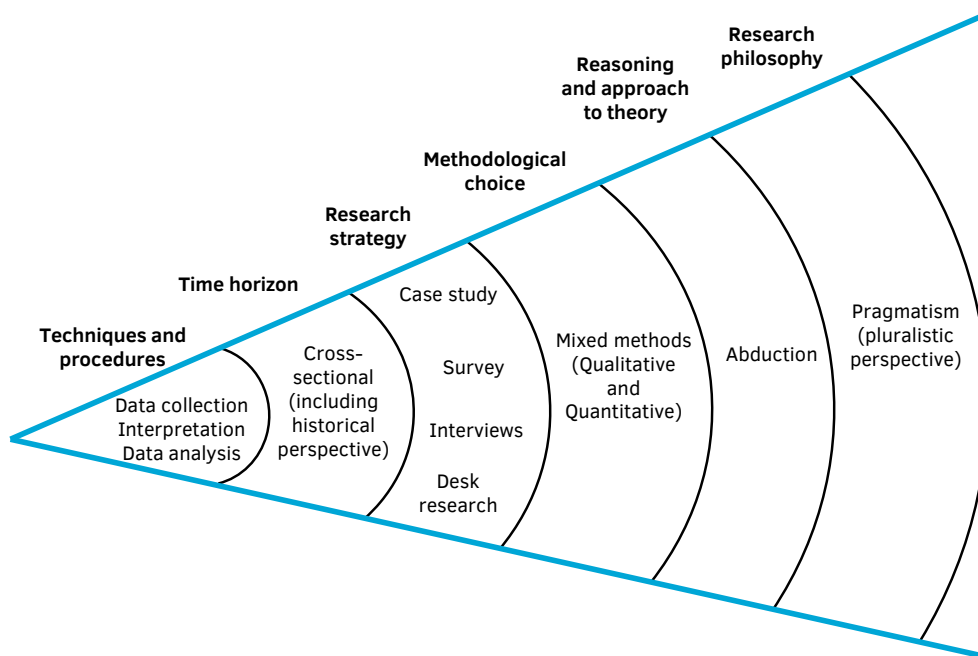 Research
philosophy
Reasoning
and approach
to theory
Methodological
choice
Research
strategy
Time horizon
Techniques and
procedures
Data collection
Interpretation
Data analysis
Cross-
sectional
(including
historical
perspective)
Case study
Survey
Interviews
Desk
research
Mixed methods
(Qualitative
and
Quantitative)
Abduction
Pragmatism
(pluralistic
perspective)